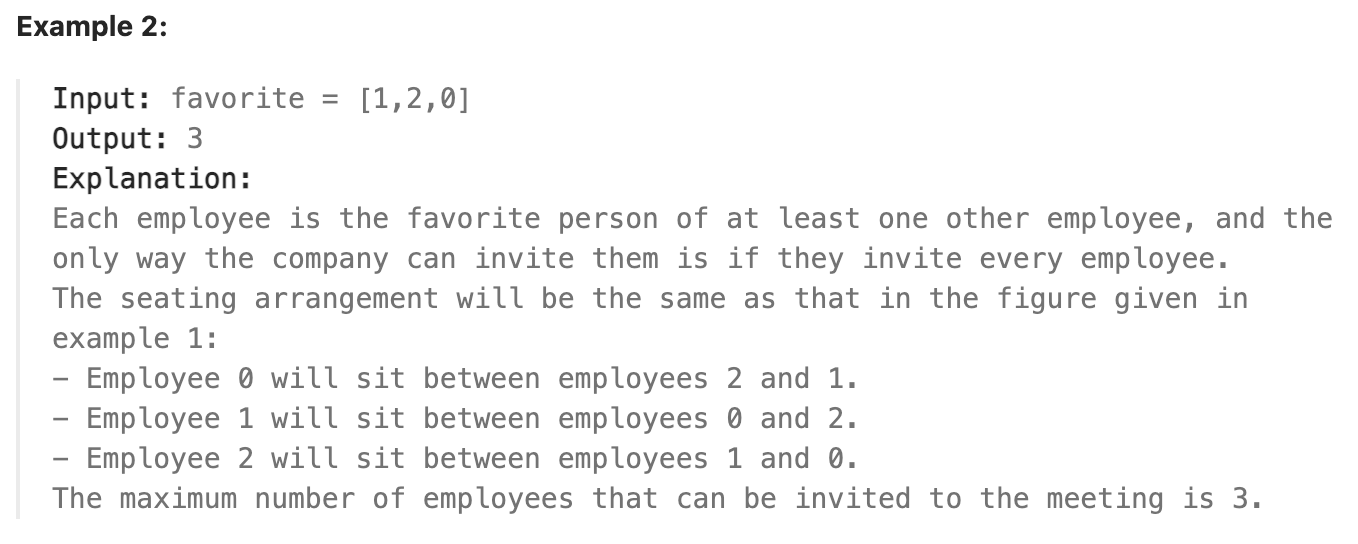 Example 2:
Input: favorite = [1,2,0]
Output: 3
Explanation:
Each employee is the favorite person of at least one other employee, and the
only way the company can invite them is if they invite every employee.
The seating arrangement will be the same as that in the figure given in
example 1:
- Employee 0 will sit between employees 2 and 1.
- Employee 1 will sit between employees 0 and 2.
- Employee 2 will sit between employees 1 and 0.
The maximum number of employees that can be invited to the meeting is 3.